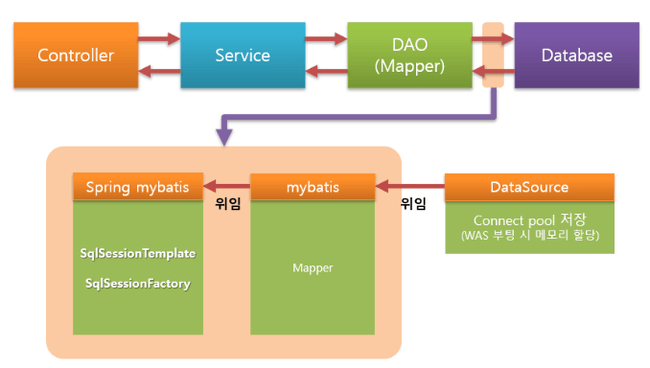 Controller
Service
DAO
(Mapper)
Database
Spring mybatis
mybatis
DataSource
위임
위임
SqlSessionTemplate
SqlSessionFactory
Mapper
Connect pool 저장
(WAS 부팅 시 메모리 할당)